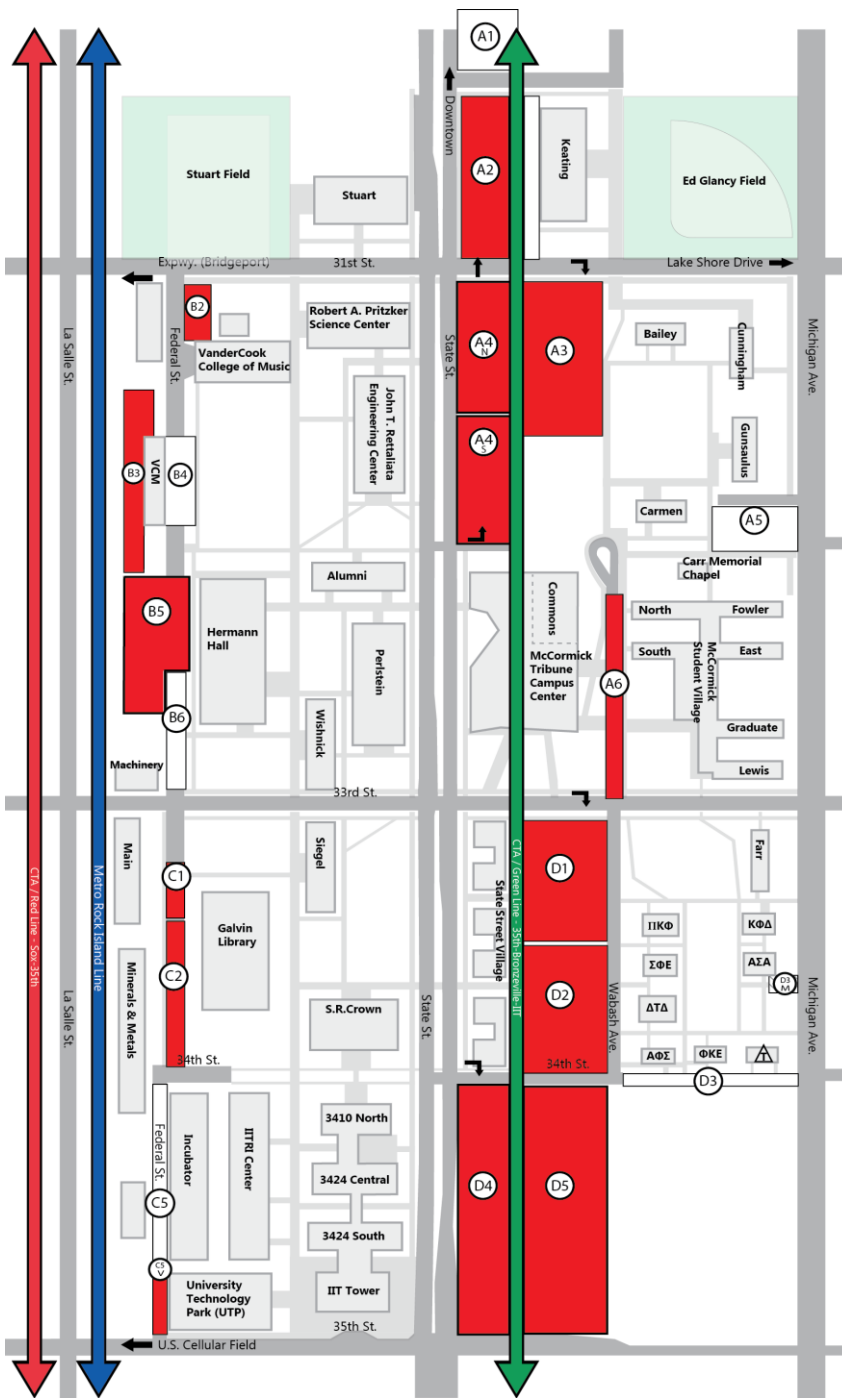 A1
Downtown
A2
Keating
Stuart Field
Stuart
Ed Glancy Field
Expwy. (Bridgeport)
31st St.
Lake Shore Drive
La Salle St.
Federal St.
B2
VanderCook
College of Music
Robert A. Pritzker
Science Center
State St.
A4
N
A3
Bailey
Cunningham
Michigan Ave.
John T. Rettaliata
Engineering Center
B3
VCM
B4
A4
S
Gunsaulus
Carmen
A5
Carr Memorial
Chapel
B5
Alumni
Hermann
Hall
Perlstein
Commons
McCormick
Tribune
Campus
Center
A6
North
Fowler
South
East
McCormick
Student Village
Graduate
Lewis
B6
Wishnick
Machinery
33rd St.
CTA / Red Line - Sox-35th
Metro Rock Island Line
Main
C1
Siegel
Galvin
Library
State Street Village
CTA / Green Line - 35th-Bronzeville-IIT
D1
Farr
ΠΚΦ
ΚΦΔ
ΣΦΕ
ΑΣΑ
C2
Minerals & Metals
D2
D3
M
ΔΤΔ
S.R.Crown
La Salle St.
State St.
Wabash Ave.
Michigan Ave.
ΑΦΣ
ΦΚΕ
T
34th St.
34th St.
D3
Federal St.
Incubator
IITRI Center
3410 North
3424 Central
3424 South
IIT Tower
C5
C5
V
University
Technology
Park (UTP)
D4
D5
35th St.
U.S. Cellular Field